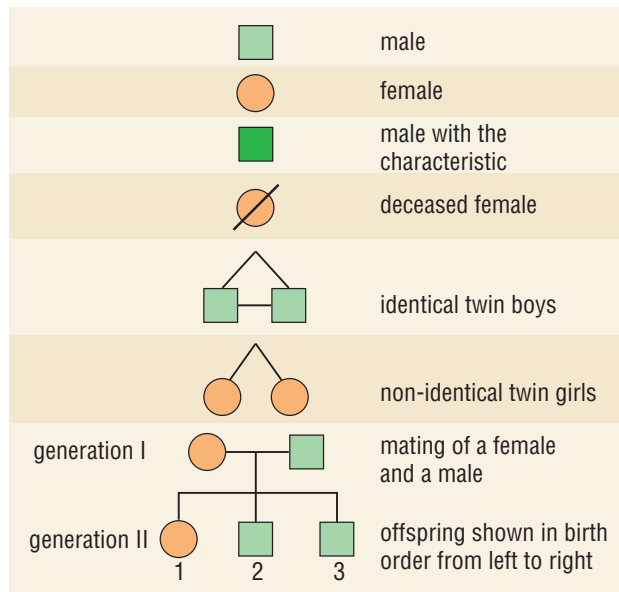 male
female
male with the
characteristic
deceased female
identical twin boys
non-identical twin girls
generation I
mating of a female
and a male
generation II
offspring shown in birth
order from left to right
1 2 3